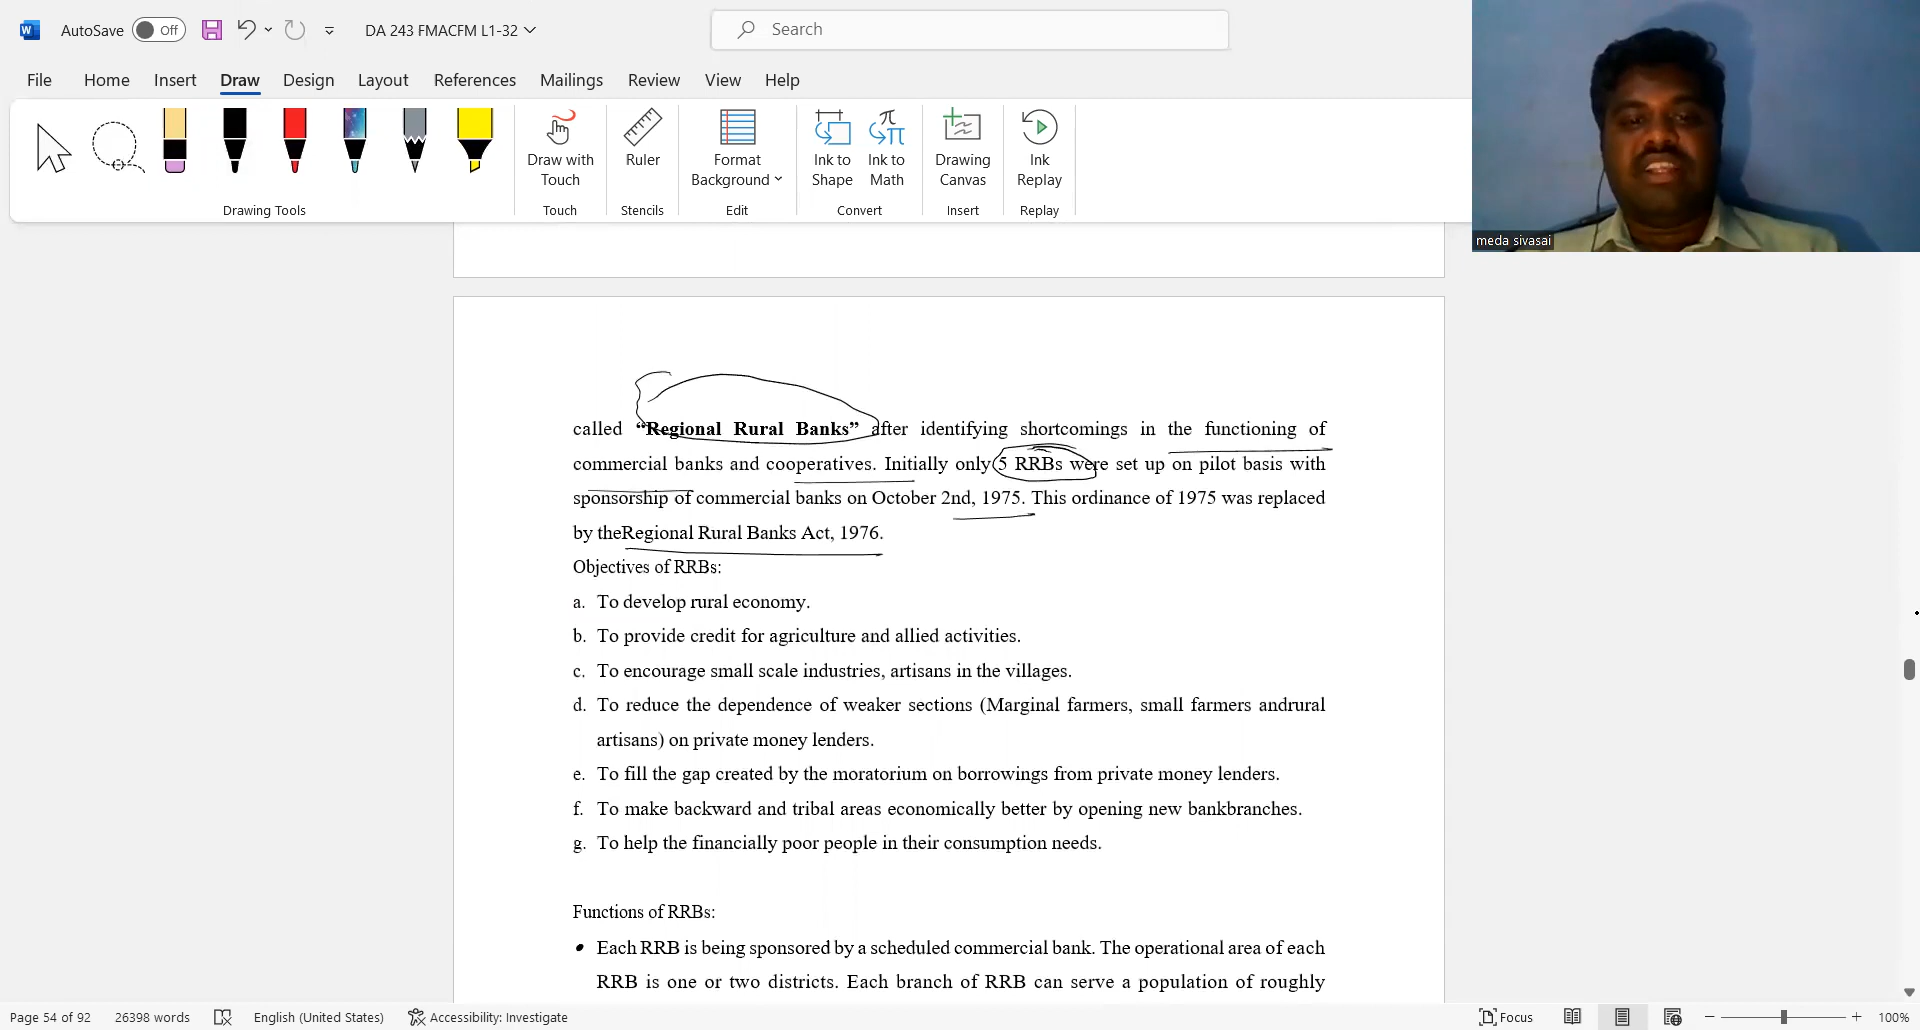 AutoSave Off DA 243 FMACFM L1-32 Search
File Home Insert Draw Design Layout References Mailings Review View Help
Draw with Touch
Ruler
Format Background
Ink to Shape
Ink to Math
Drawing Canvas
Ink Replay
Drawing Tools Touch Stencils Edit Convert Insert Replay
meda sivasai
called “Regional Rural Banks” after identifying shortcomings in the functioning of
commercial banks and cooperatives. Initially only 5 RRBs were set up on pilot basis with
sponsorship of commercial banks on October 2nd, 1975. This ordinance of 1975 was replaced
by theRegional Rural Banks Act, 1976.
Objectives of RRBs:
a. To develop rural economy.
b. To provide credit for agriculture and allied activities.
c. To encourage small scale industries, artisans in the villages.
d. To reduce the dependence of weaker sections (Marginal farmers, small farmers andrural
artisans) on private money lenders.
e. To fill the gap created by the moratorium on borrowings from private money lenders.
f. To make backward and tribal areas economically better by opening new bankbranches.
g. To help the financially poor people in their consumption needs.
Functions of RRBs:
• Each RRB is being sponsored by a scheduled commercial bank. The operational area of each
RRB is one or two districts. Each branch of RRB can serve a population of roughly
Page 54 of 92 26398 words English (United States) Accessibility: Investigate Focus 100%